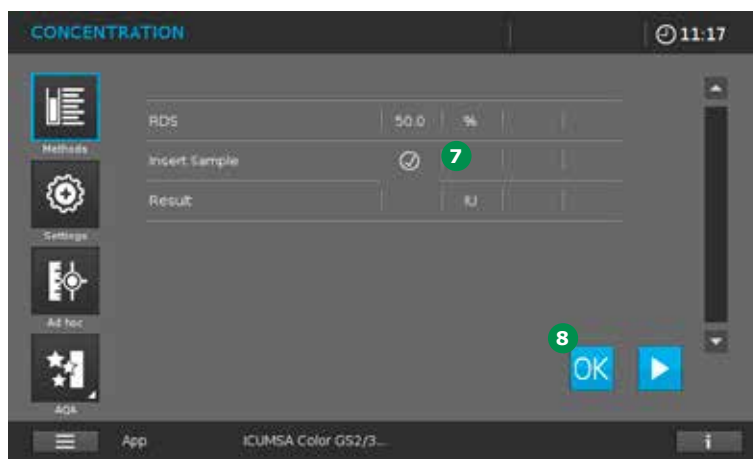 CONCENTRATION 11:17
Methods
RDS 50.0 %
Insert Sample 7
Settings
Result IU
Ad hoc
8
OK
AQA
App ICUMSA Color GS2/3...
i